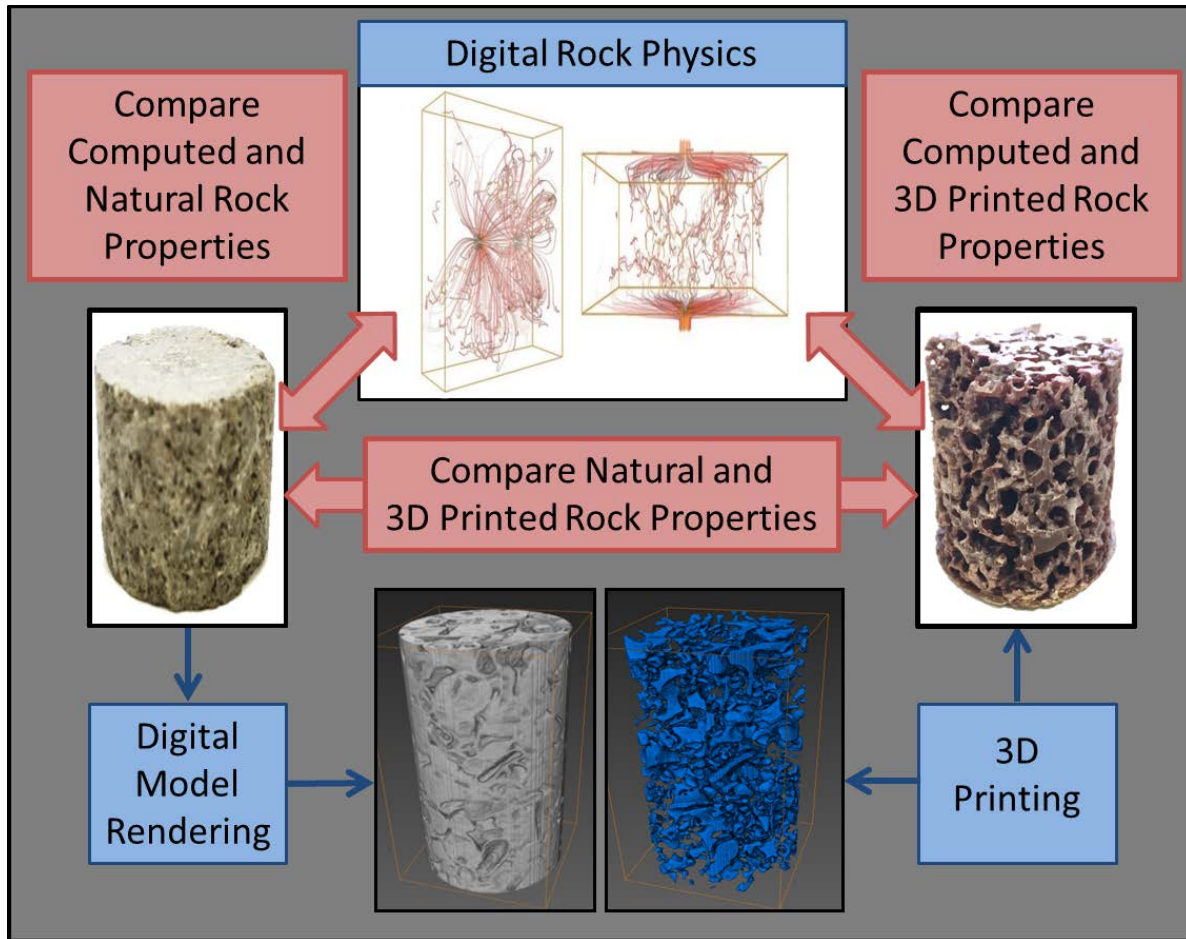 Digital Rock Physics
Compare
Computed and
Natural Rock
Properties
Compare
Computed and
3D Printed Rock
Properties
Compare Natural and
3D Printed Rock Properties
Digital
Model
Rendering
3D
Printing